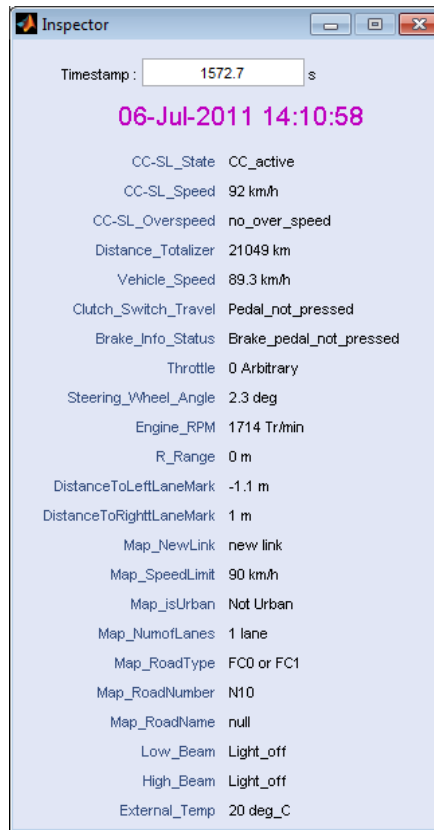 Inspector
Timestamp : 1572.7 s
06-Jul-2011 14:10:58
CC-SL_State CC_active
CC-SL_Speed 92 km/h
CC-SL_Overspeed no_over_speed
Distance_Totalizer 21049 km
Vehicle_Speed 89.3 km/h
Clutch_Switch_Travel Pedal_not_pressed
Brake_Info_Status Brake_pedal_not_pressed
Throttle 0 Arbitrary
Steering_Wheel_Angle 2.3 deg
Engine_RPM 1714 Tr/min
R_Range 0 m
DistanceToLeftLaneMark -1.1 m
DistanceToRighttLaneMark 1 m
Map_NewLink new link
Map_SpeedLimit 90 km/h
Map_isUrban Not Urban
Map_NumofLanes 1 lane
Map_RoadType FC0 or FC1
Map_RoadNumber N10
Map_RoadName null
Low_Beam Light_off
High_Beam Light_off
External_Temp 20 deg_C